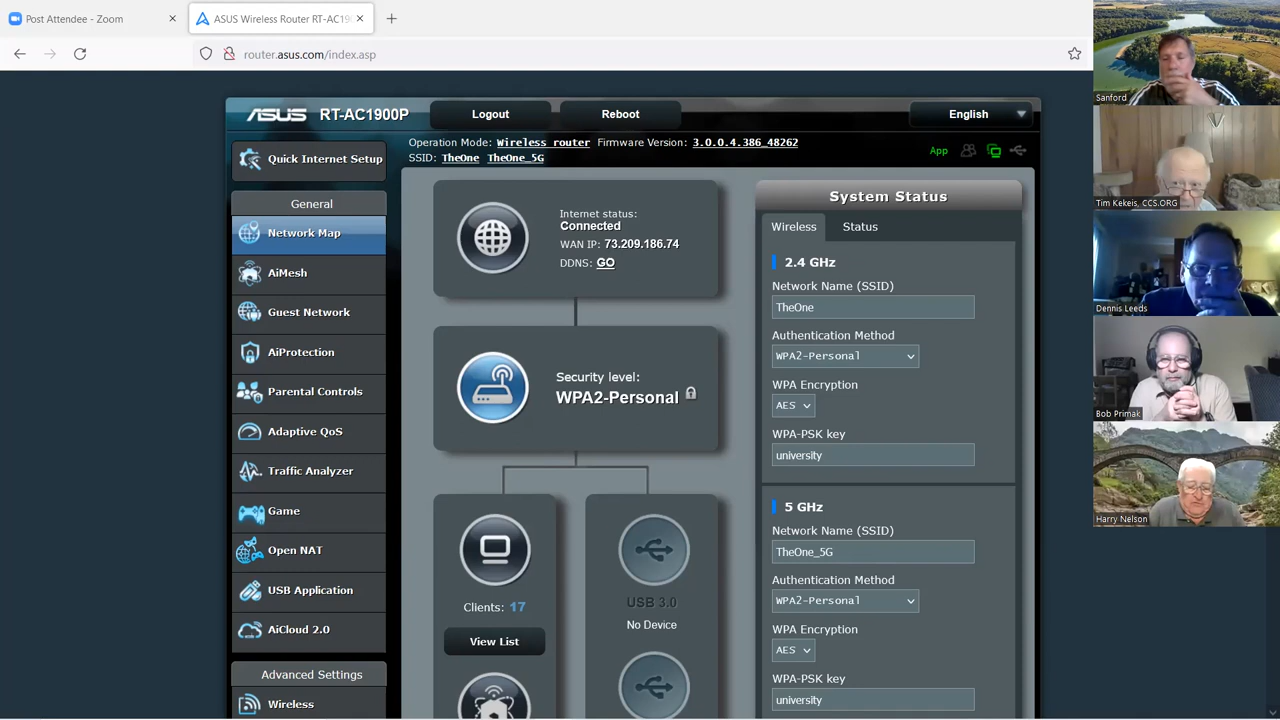 Post Attendee - Zoom
ASUS Wireless Router RT-AC19
router.asus.com/index.asp
ASUS RT-AC1900P
Logout
Reboot
English
Operation Mode: Wireless router Firmware Version: 3.0.0.4.386_48262
SSID: TheOne TheOne_5G
App
Quick Internet Setup
General
Network Map
AiMesh
Guest Network
AiProtection
Parental Controls
Adaptive QoS
Traffic Analyzer
Game
Open NAT
USB Application
AiCloud 2.0
Advanced Settings
Wireless
Internet status:
Connected
WAN IP: 73.209.186.74
DDNS: GO
Security level:
WPA2-Personal
Clients: 17
View List
USB 3.0
No Device
System Status
Wireless
Status
2.4 GHz
Network Name (SSID)
TheOne
Authentication Method
WPA2-Personal
WPA Encryption
AES
WPA-PSK key
university
5 GHz
Network Name (SSID)
TheOne_5G
Authentication Method
WPA2-Personal
WPA Encryption
AES
WPA-PSK key
university
Sanford
Tim Kekeis, CCS.ORG
Dennis Leeds
Bob Primak
Harry Nelson